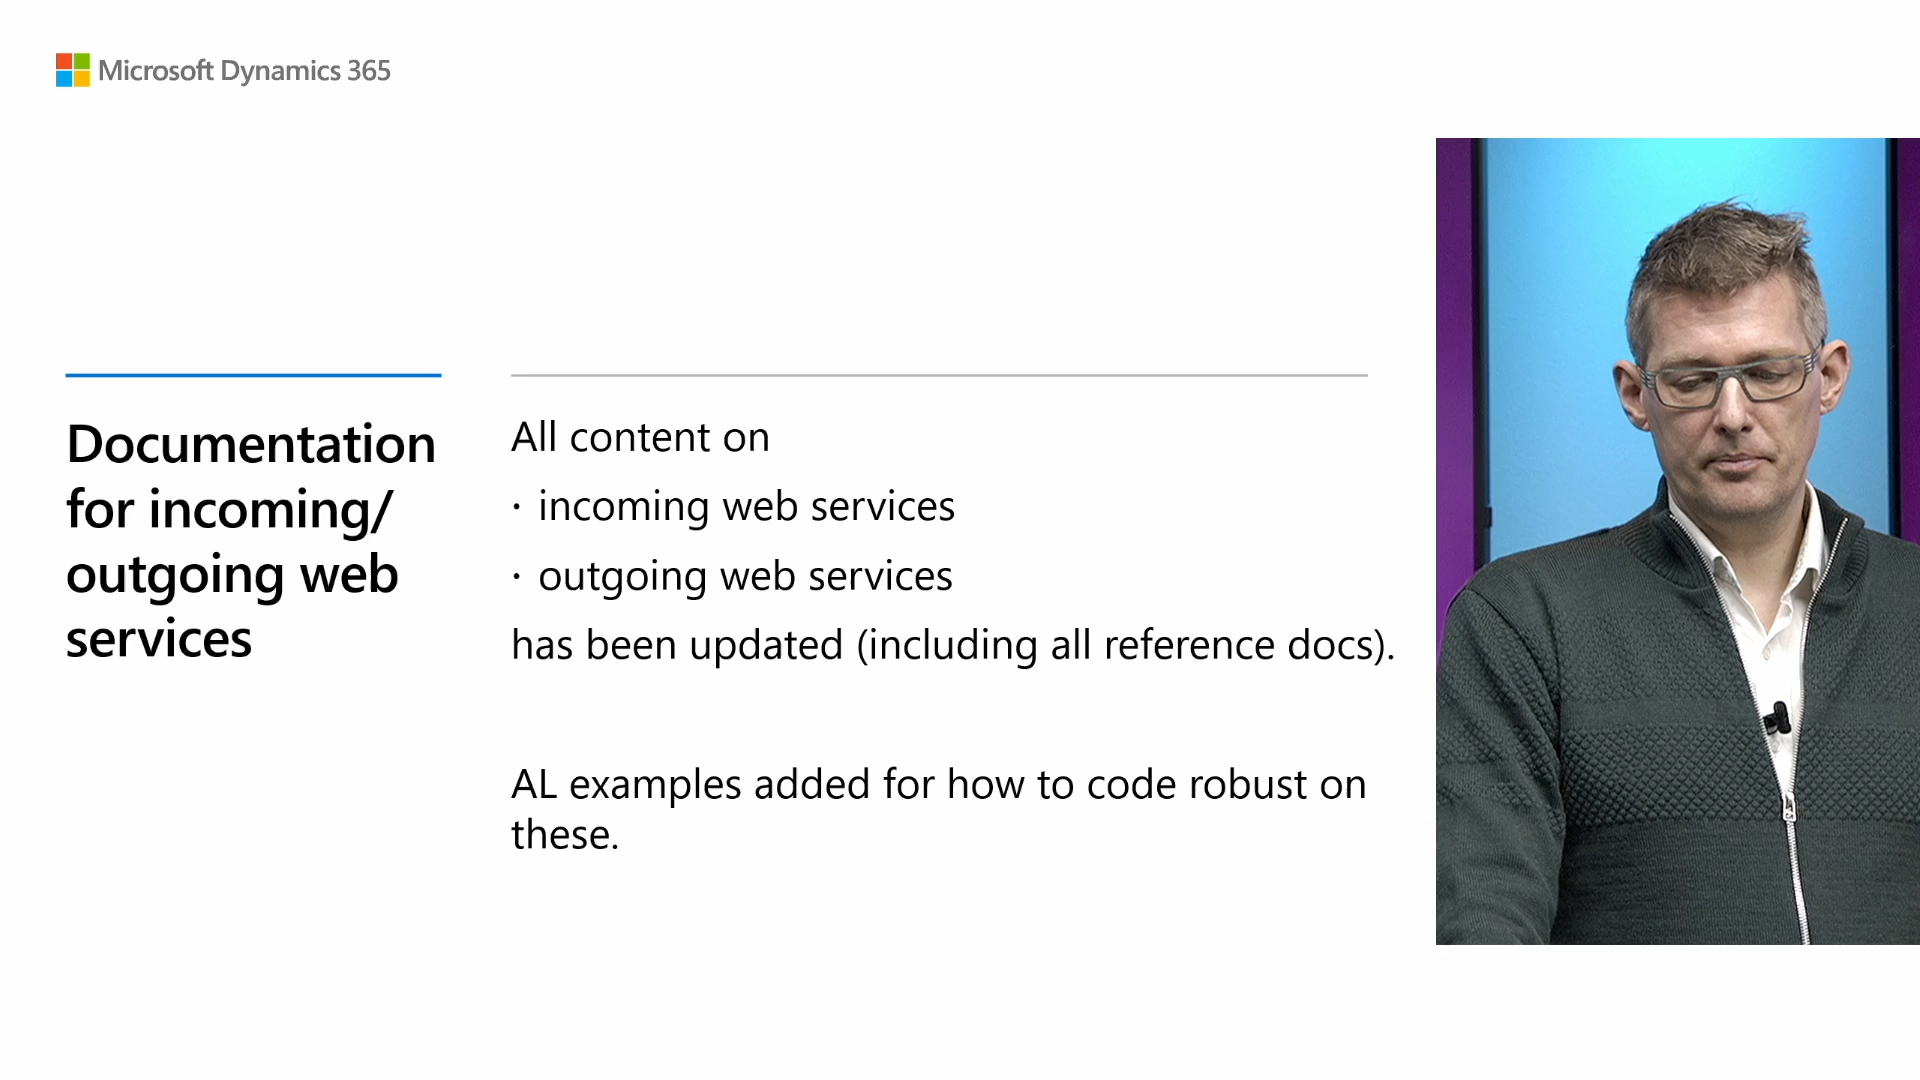 Microsoft Dynamics 365
Documentation
for incoming/
outgoing web
services
All content on
· incoming web services
· outgoing web services
has been updated (including all reference docs).
AL examples added for how to code robust on
these.